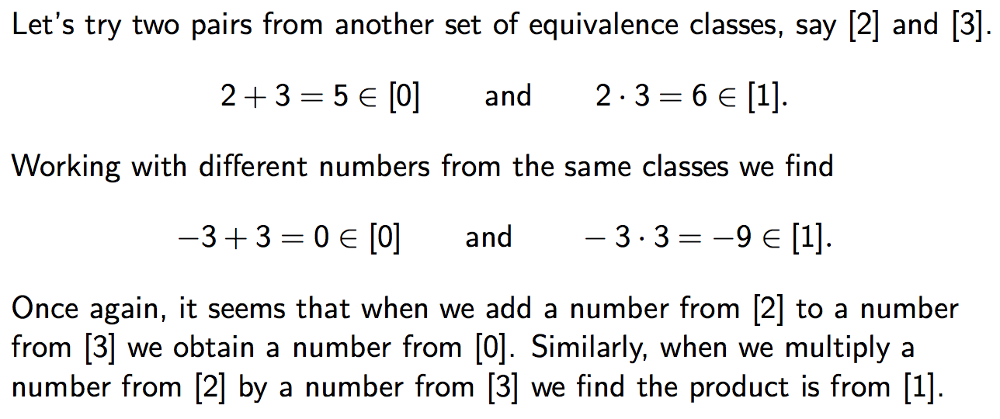 Let's try two pairs from another set of equivalence classes, say [2] and [3].
2 + 3 = 5 ∈ [0] and 2 · 3 = 6 ∈ [1].
Working with different numbers from the same classes we find
−3 + 3 = 0 ∈ [0] and − 3 · 3 = −9 ∈ [1].
Once again, it seems that when we add a number from [2] to a number
from [3] we obtain a number from [0]. Similarly, when we multiply a
number from [2] by a number from [3] we find the product is from [1].